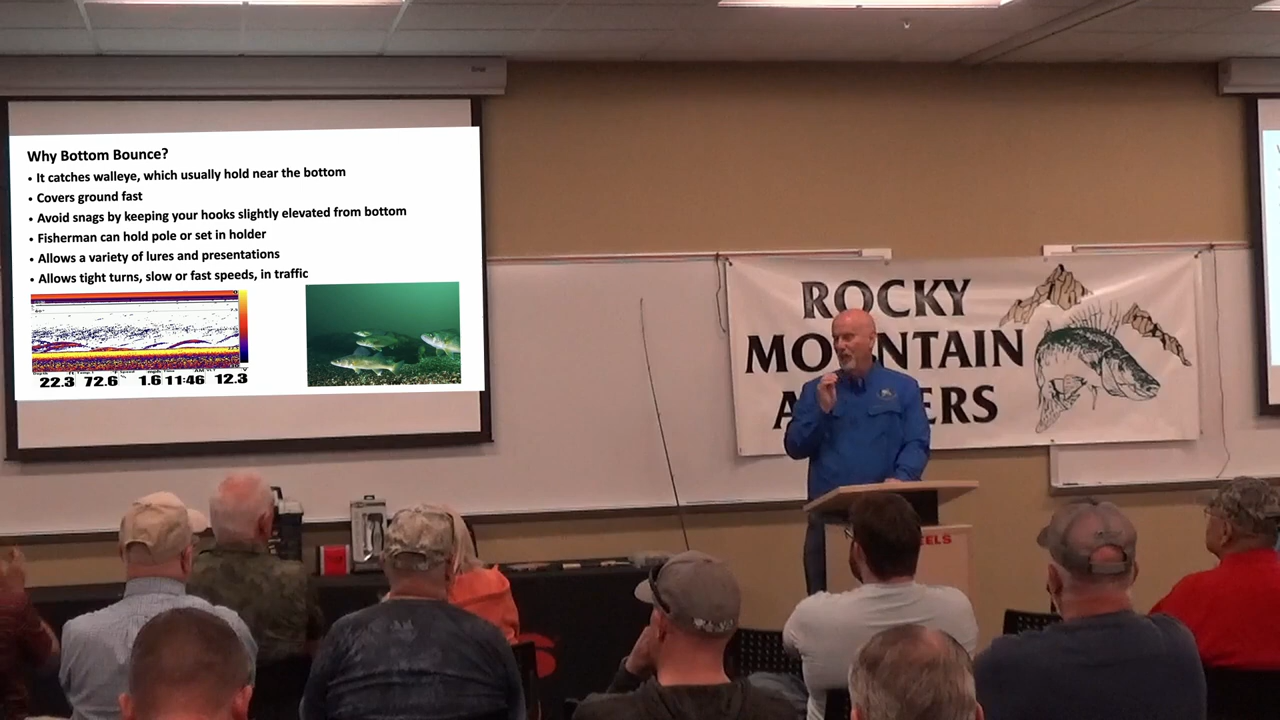 Why Bottom Bounce?
• It catches walleye, which usually hold near the bottom
• Covers ground fast
• Avoid snags by keeping your hooks slightly elevated from bottom
• Fisherman can hold pole or set in holder
• Allows a variety of lures and presentations
• Allows tight turns, slow or fast speeds, in traffic
22.3 72.6 1.6 11:46 12.3
ROCKY
MOUNTAIN
A ERS
ELS